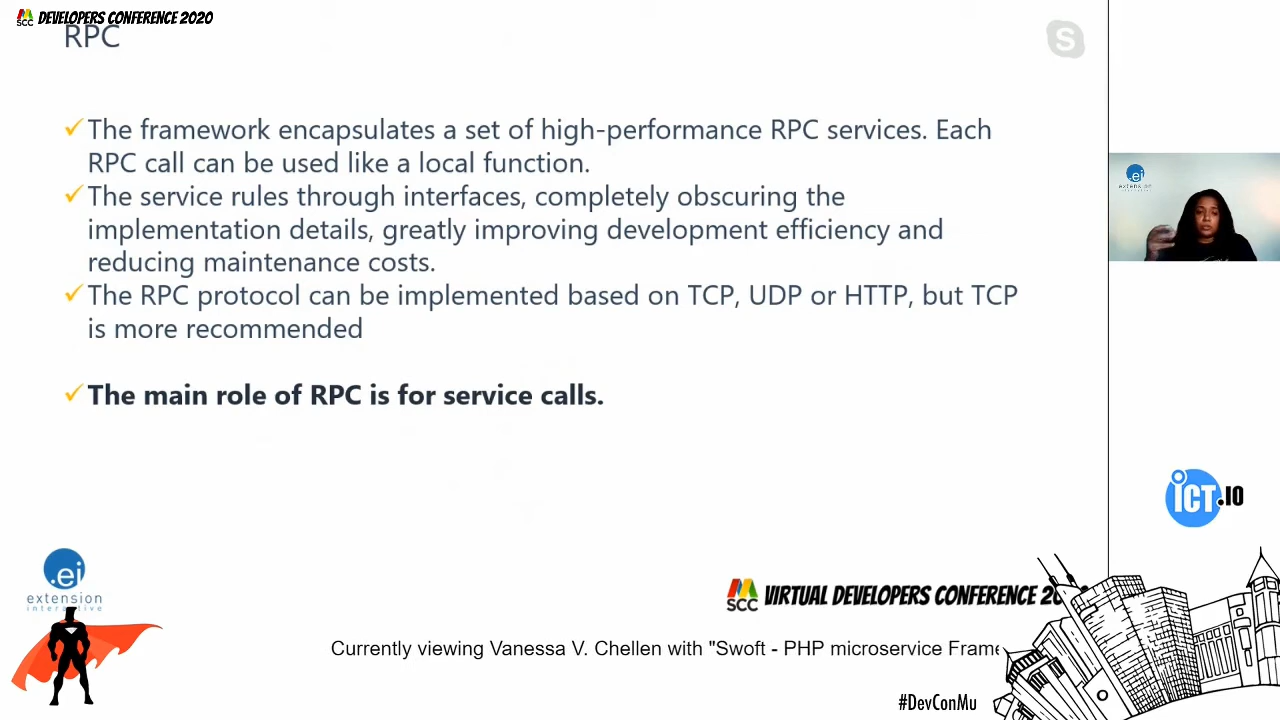 SCC DEVELOPERS CONFERENCE 2020
RPC
S
The framework encapsulates a set of high-performance RPC services. Each
RPC call can be used like a local function.
The service rules through interfaces, completely obscuring the
implementation details, greatly improving development efficiency and
reducing maintenance costs.
The RPC protocol can be implemented based on TCP, UDP or HTTP, but TCP
is more recommended
The main role of RPC is for service calls.
.ei
extension
ICT.IO
.ei
extension
interactive
SCC VIRTUAL DEVELOPERS CONFERENCE 20
Currently viewing Vanessa V. Chellen with "Swoft - PHP microservice Frame
#DevConMu